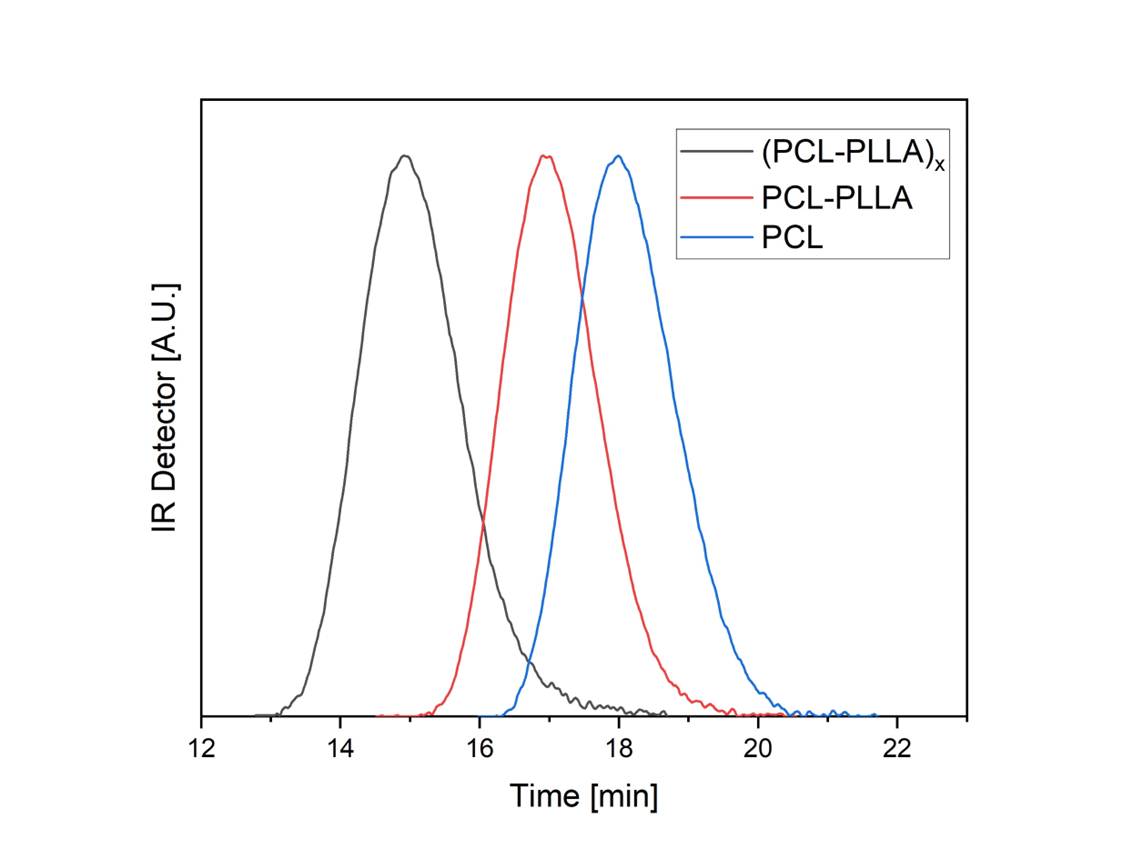 (PCL-PLLA)x
PCL-PLLA
PCL
IR Detector [A.U.]
12 14 16 18 20 22
Time [min]